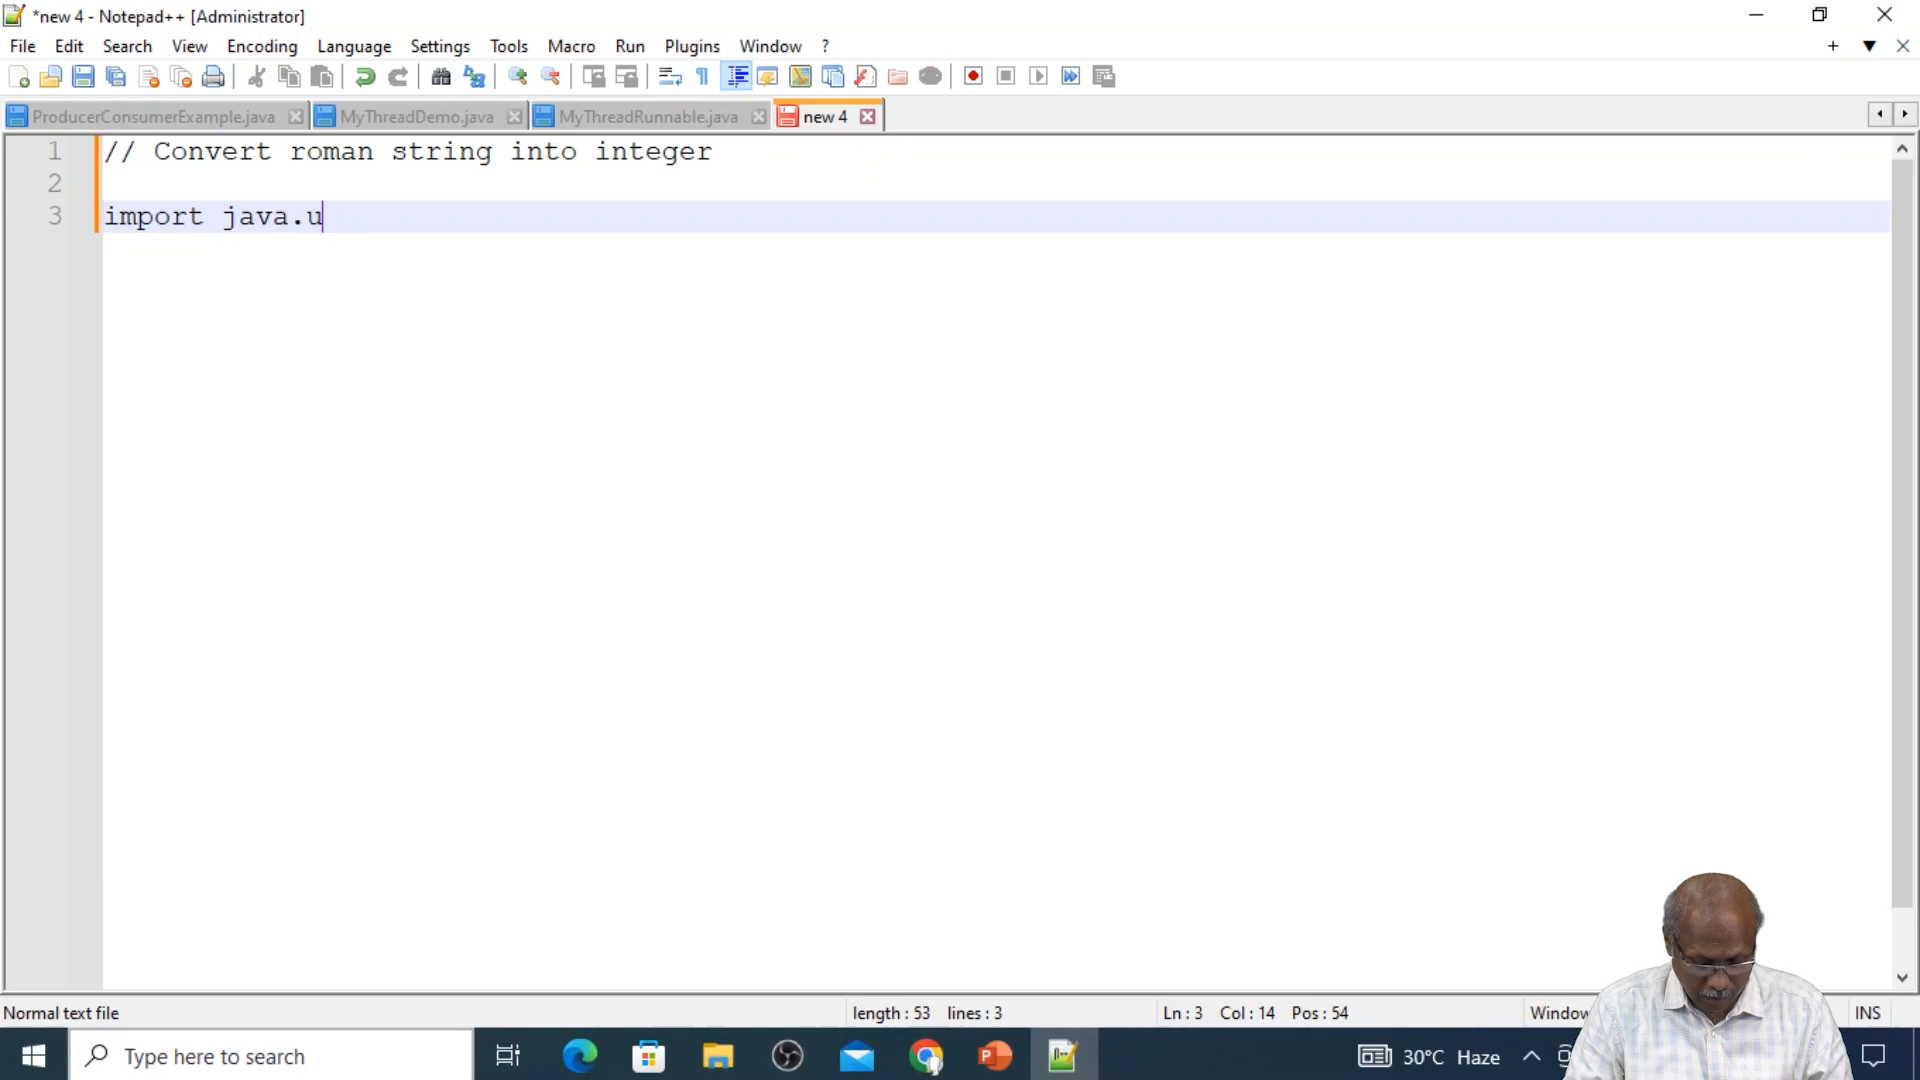 *new 4 - Notepad++ [Administrator]
File Edit Search View Encoding Language Settings Tools Macro Run Plugins Window ?
ProducerConsumerExample.java MyThreadDemo.java MyThreadRunnable.java new 4
1 // Convert roman string into integer
2
3 import java.u
Normal text file length : 53 lines : 3 Ln : 3 Col : 14 Pos : 54 Window INS
Type here to search 30°C Haze